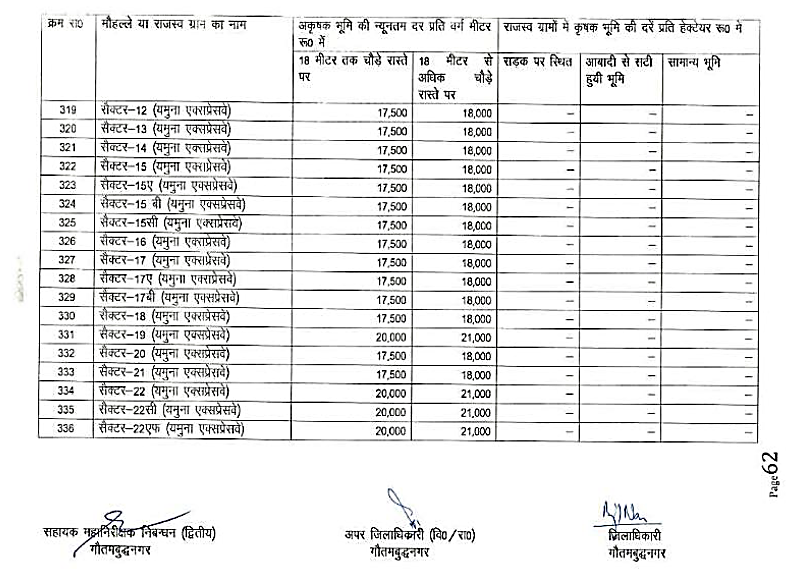 क्रम सं0 मौहल्ले या राजस्व ग्राम का नाम अकृषक भूमि की न्यूनतम दर प्रति वर्ग मीटर रू0 में राजस्व ग्रामों मे कृषक भूमि की दरें प्रति हेक्टेयर रू0 मे
18 मीटर तक चौड़े रास्ते पर 18 मीटर से अधिक चौड़े रास्ते पर सड़क पर स्थित आबादी से सटी हुयी भूमि सामान्य भूमि
319 सैक्टर–12 (यमुना एक्सप्रेसवे) 17,500 18,000 – – –
320 सैक्टर–13 (यमुना एक्सप्रेसवे) 17,500 18,000 – – –
321 सैक्टर–14 (यमुना एक्सप्रेसवे) 17,500 18,000 – – –
322 सैक्टर–15 (यमुना एक्सप्रेसवे) 17,500 18,000 – – –
323 सैक्टर–15ए (यमुना एक्सप्रेसवे) 17,500 18,000 – – –
324 सैक्टर–15 बी (यमुना एक्सप्रेसवे) 17,500 18,000 – – –
325 सैक्टर–15सी (यमुना एक्सप्रेसवे) 17,500 18,000 – – –
326 सैक्टर–16 (यमुना एक्सप्रेसवे) 17,500 18,000 – – –
327 सैक्टर–17 (यमुना एक्सप्रेसवे) 17,500 18,000 – – –
328 सैक्टर–17ए (यमुना एक्सप्रेसवे) 17,500 18,000 – – –
329 सैक्टर–17बी (यमुना एक्सप्रेसवे) 17,500 18,000 – – –
330 सैक्टर–18 (यमुना एक्सप्रेसवे) 17,500 18,000 – – –
331 सैक्टर–19 (यमुना एक्सप्रेसवे) 20,000 21,000 – – –
332 सैक्टर–20 (यमुना एक्सप्रेसवे) 17,500 18,000 – – –
333 सैक्टर–21 (यमुना एक्सप्रेसवे) 17,500 18,000 – – –
334 सैक्टर–22 (यमुना एक्सप्रेसवे) 20,000 21,000 – – –
335 सैक्टर–22सी (यमुना एक्सप्रेसवे) 20,000 21,000 – – –
336 सैक्टर–22एफ (यमुना एक्सप्रेसवे) 20,000 21,000 – – –
Page62
सहायक महानिरीक्षक निबन्धन (द्वितीय) अपर जिलाधिकारी (वि0/रा0) जिलाधिकारी
गौतमबुद्धनगर गौतमबुद्धनगर गौतमबुद्धनगर